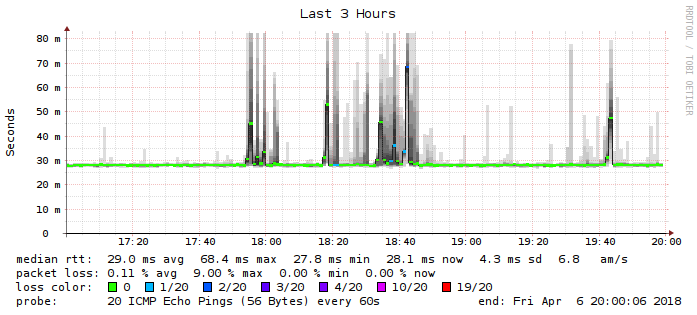 Last 3 Hours
RRDTOOL / TOBI OETIKER
Seconds
80 m
70 m
60 m
50 m
40 m
30 m
20 m
10 m
0
17:20 17:40 18:00 18:20 18:40 19:00 19:20 19:40 20:00
median rtt: 29.0 ms avg 68.4 ms max 27.8 ms min 28.1 ms now 4.3 ms sd 6.8 am/s
packet loss: 0.11 % avg 9.00 % max 0.00 % min 0.00 % now
loss color: 0 1/20 2/20 3/20 4/20 10/20 19/20
probe: 20 ICMP Echo Pings (56 Bytes) every 60s end: Fri Apr 6 20:00:06 2018